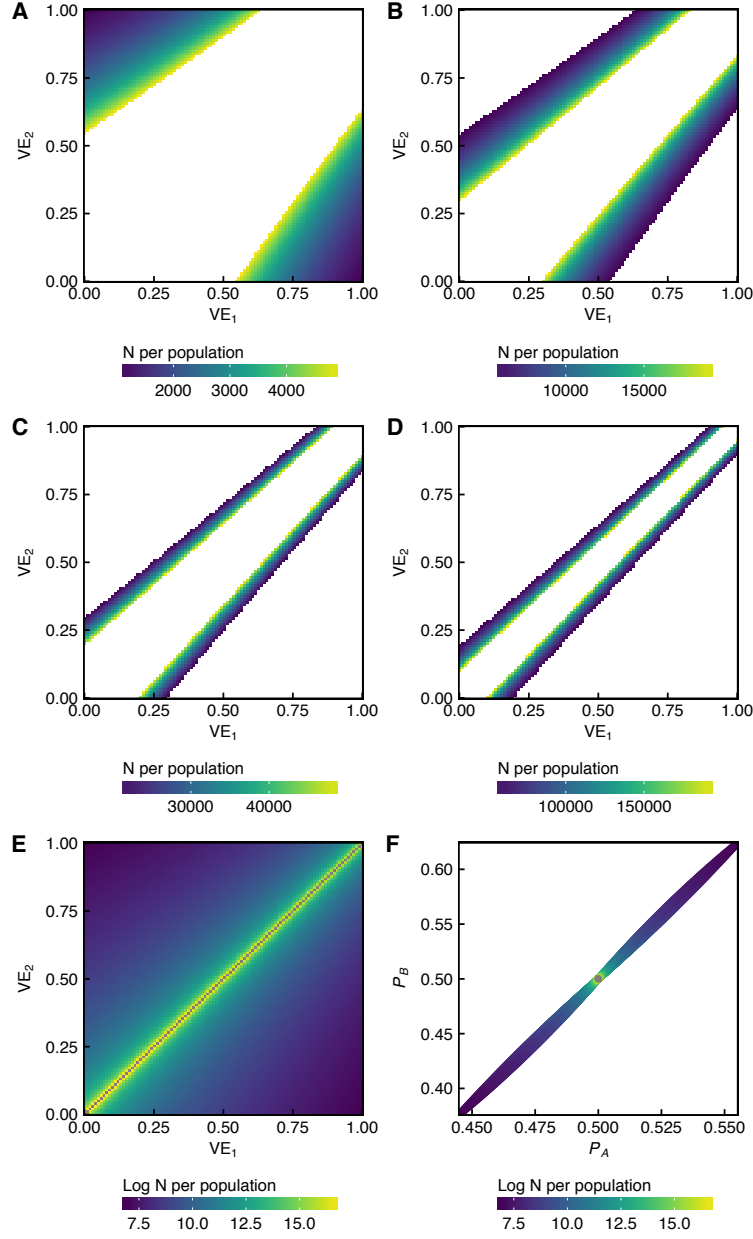 A
1.00
0.75
0.50
0.25
0.00
VE2
0.00 0.25 0.50 0.75 1.00
VE1
N per population
2000 3000 4000
B
1.00
0.75
0.50
0.25
0.00
VE2
0.00 0.25 0.50 0.75 1.00
VE1
N per population
10000 15000
C
1.00
0.75
0.50
0.25
0.00
VE2
0.00 0.25 0.50 0.75 1.00
VE1
N per population
30000 40000
D
1.00
0.75
0.50
0.25
0.00
VE2
0.00 0.25 0.50 0.75 1.00
VE1
N per population
100000 150000
E
1.00
0.75
0.50
0.25
0.00
VE2
0.00 0.25 0.50 0.75 1.00
VE1
Log N per population
7.5 10.0 12.5 15.0
F
0.60
0.55
0.50
0.45
0.40
PB
0.450 0.475 0.500 0.525 0.550
PA
Log N per population
7.5 10.0 12.5 15.0